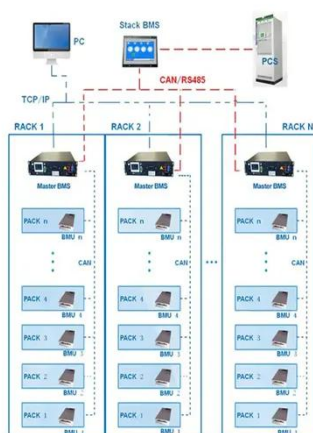 PC
Stack BMS
PCS
CAN/RS485
TCP/IP
RACK 1
RACK 2
RACK N
Master BMS
Master BMS
Master BMS
PACK n
BMU n
PACK n
BMU n
PACK n
BMU n
CAN
CAN
CAN
...
PACK 4
BMU 4
PACK 4
BMU 4
PACK 4
BMU 4
PACK 3
BMU 3
PACK 3
BMU 3
PACK 3
BMU 3
PACK 2
BMU 2
PACK 2
BMU 2
PACK 2
BMU 2
PACK 1
PACK 1
PACK 1